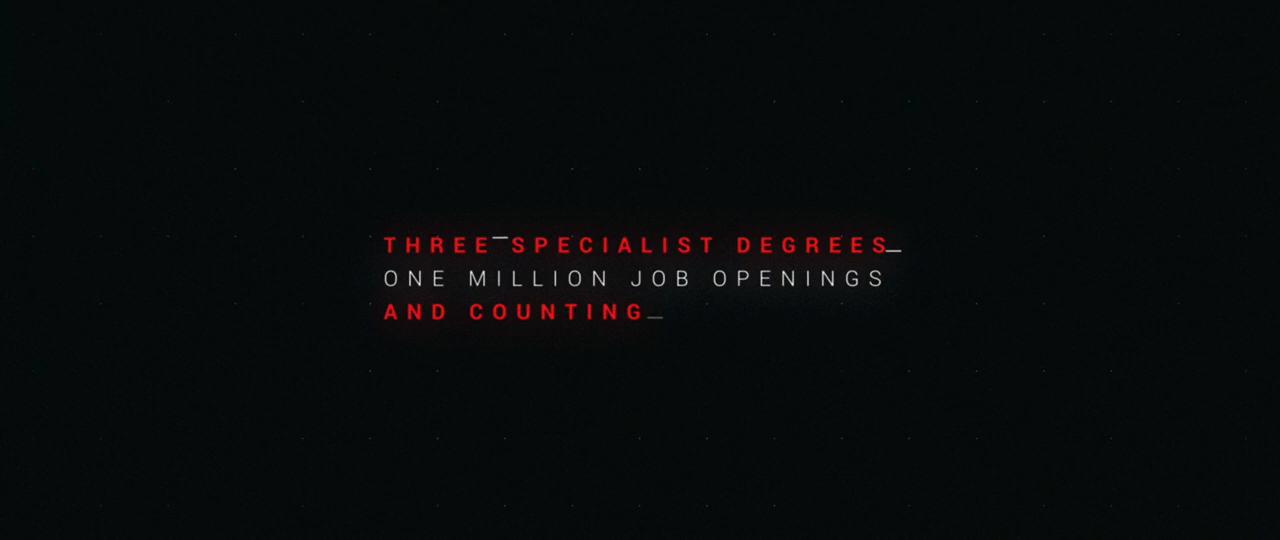 THREE SPECIALIST DEGREES_
ONE MILLION JOB OPENINGS
AND COUNTING_